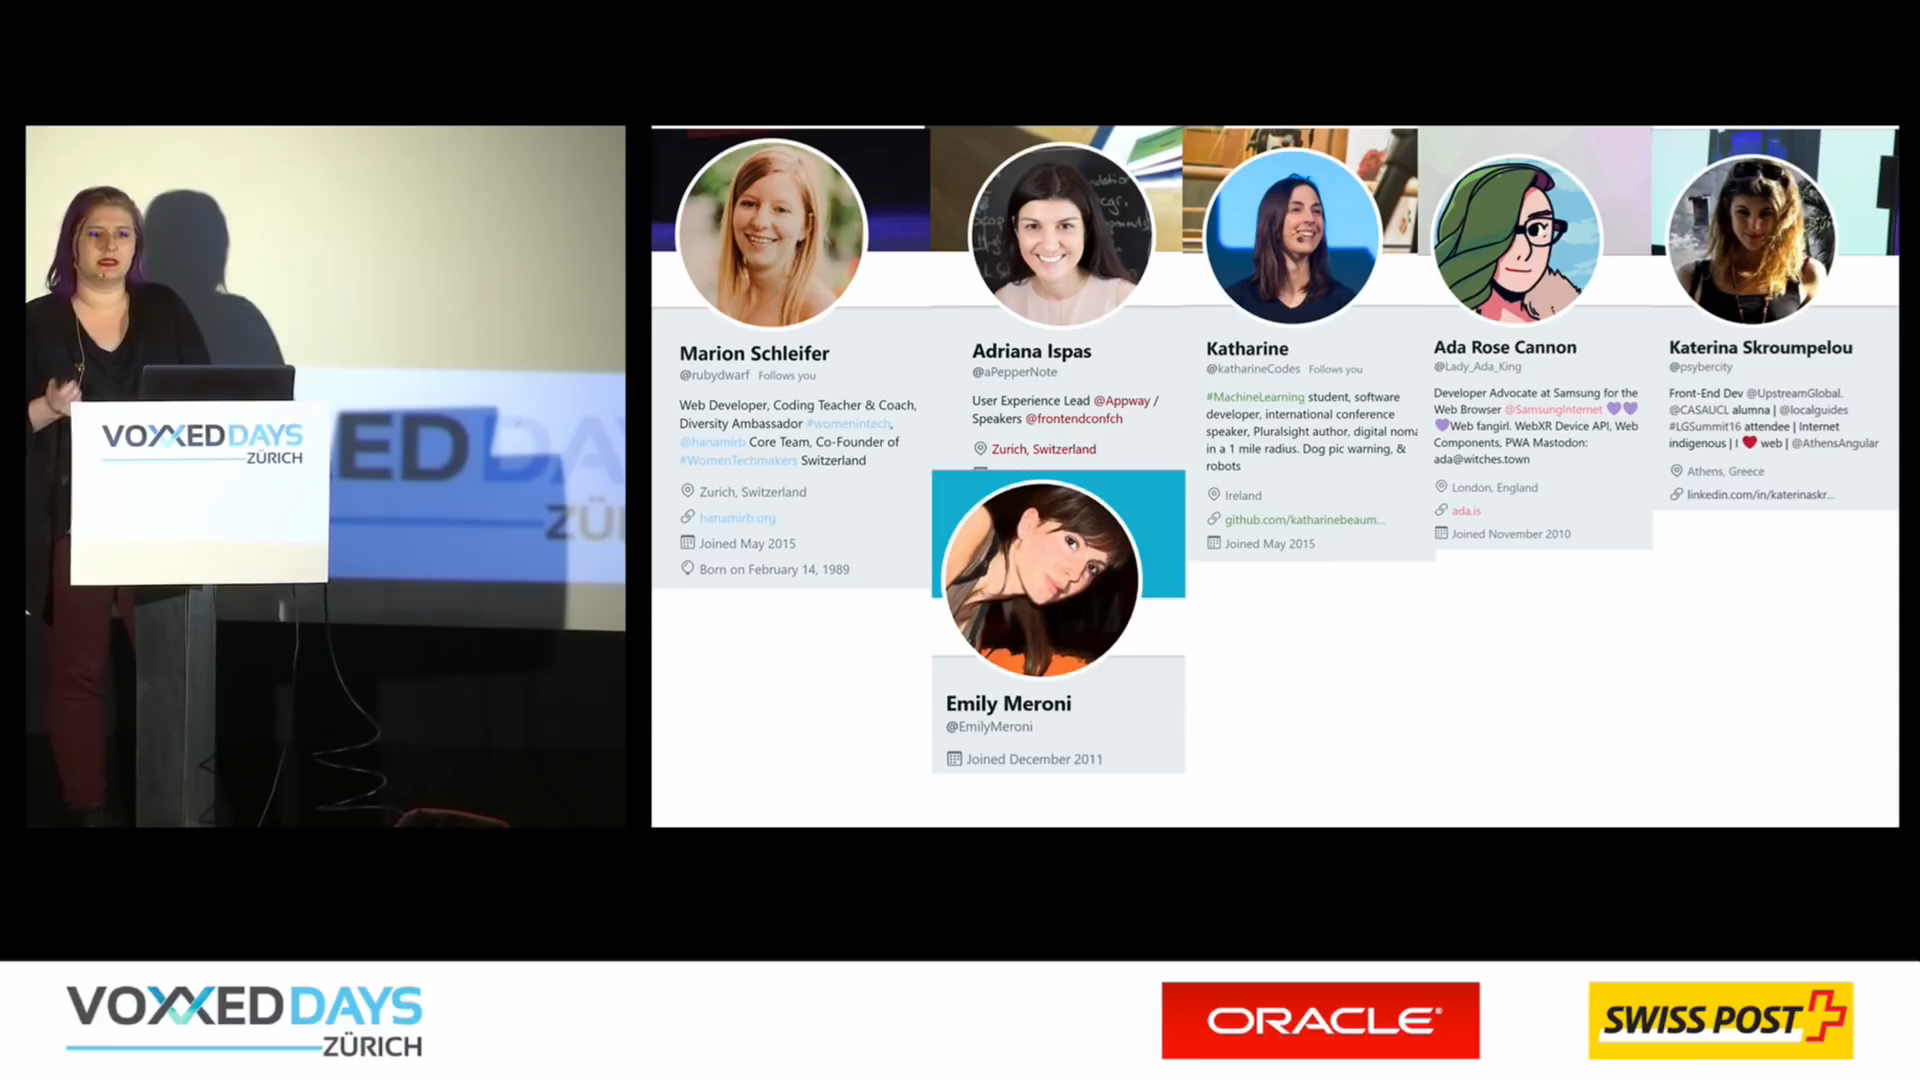 VOXXEDDAYS
ZÜRICH
ED DA
ZÜ
Marion Schleifer
@rubydwarf Follows you
Web Developer, Coding Teacher & Coach,
Diversity Ambassador #womenintech,
@hanamirb Core Team, Co-Founder of
#WomenTechmakers Switzerland
Zurich, Switzerland
hanamirb.org
Joined May 2015
Born on February 14, 1989
Adriana Ispas
@aPepperNote
User Experience Lead @Appway /
Speakers @frontendconfch
Zurich, Switzerland
Emily Meroni
@EmilyMeroni
Joined December 2011
Katharine
@katharineCodes Follows you
#MachineLearning student, software
developer, international conference
speaker, Pluralsight author, digital noma
in a 1 mile radius. Dog pic warning, &
robots
Ireland
github.com/katharinebeaum...
Joined May 2015
Ada Rose Cannon
@Lady_Ada_King
Developer Advocate at Samsung for the
Web Browser @SamsungInternet 💜💜
💜Web fangirl. WebXR Device API, Web
Components, PWA Mastodon:
ada@witches.town
London, England
ada.is
Joined November 2010
Katerina Skroumpelou
@psybercity
Front-End Dev @UpstreamGlobal.
@CASAUCL alumna | @localguides
#LGSummit16 attendee | Internet
indigenous | I ❤ web | @AthensAngular
Athens, Greece
linkedin.com/in/katerinaskr...
VOXXEDDAYS
ZÜRICH
ORACLE®
SWISS POST